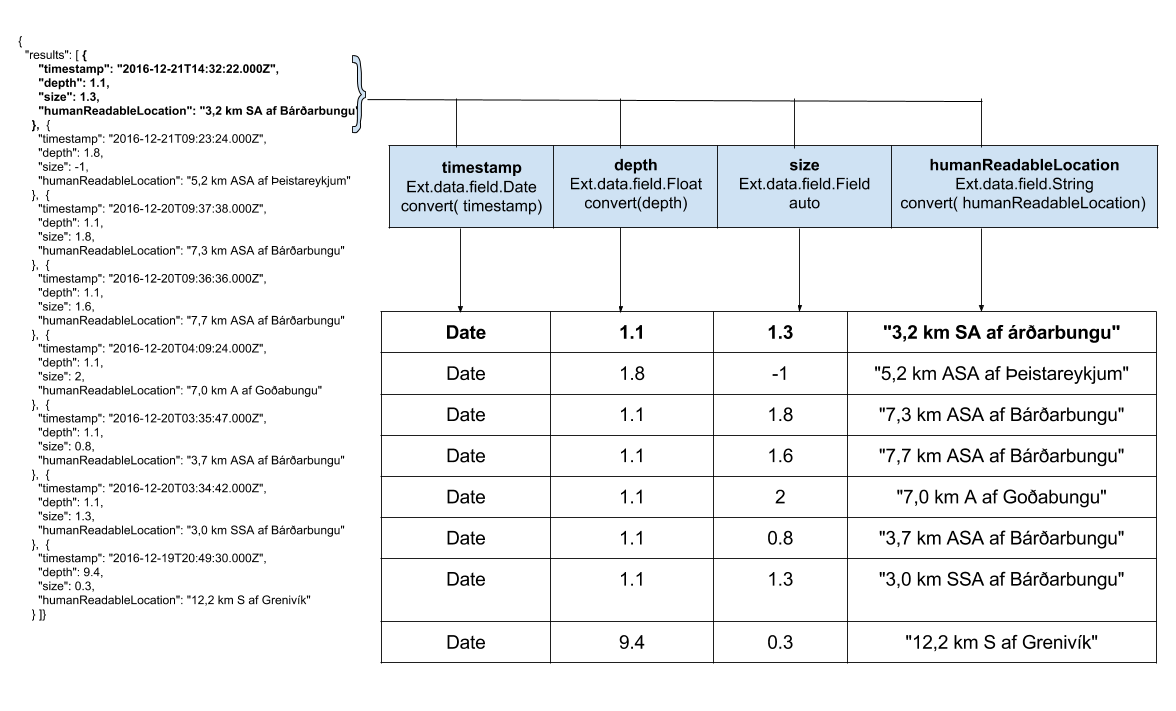 {
"results": [ {
"timestamp": "2016-12-21T14:32:22.000Z",
"depth": 1.1,
"size": 1.3,
"humanReadableLocation": "3,2 km SA af Bárðarbungu"
}, {
"timestamp": "2016-12-21T09:23:24.000Z",
"depth": 1.8,
"size": -1,
"humanReadableLocation": "5,2 km ASA af Þeistareykjum"
}, {
"timestamp": "2016-12-20T09:37:38.000Z",
"depth": 1.1,
"size": 1.8,
"humanReadableLocation": "7,3 km ASA af Bárðarbungu"
}, {
"timestamp": "2016-12-20T09:36:36.000Z",
"depth": 1.1,
"size": 1.6,
"humanReadableLocation": "7,7 km ASA af Bárðarbungu"
}, {
"timestamp": "2016-12-20T04:09:24.000Z",
"depth": 1.1,
"size": 2,
"humanReadableLocation": "7,0 km A af Goðabungu"
}, {
"timestamp": "2016-12-20T03:35:47.000Z",
"depth": 1.1,
"size": 0.8,
"humanReadableLocation": "3,7 km ASA af Bárðarbungu"
}, {
"timestamp": "2016-12-20T03:34:42.000Z",
"depth": 1.1,
"size": 1.3,
"humanReadableLocation": "3,0 km SSA af Bárðarbungu"
}, {
"timestamp": "2016-12-19T20:49:30.000Z",
"depth": 9.4,
"size": 0.3,
"humanReadableLocation": "12,2 km S af Grenivík"
} ]}
timestamp depth size humanReadableLocation
Ext.data.field.Date Ext.data.field.Float Ext.data.field.Field Ext.data.field.String
convert( timestamp) convert(depth) auto convert( humanReadableLocation)
Date 1.1 1.3 "3,2 km SA af árðarbungu"
Date 1.8 -1 "5,2 km ASA af Þeistareykjum"
Date 1.1 1.8 "7,3 km ASA af Bárðarbungu"
Date 1.1 1.6 "7,7 km ASA af Bárðarbungu"
Date 1.1 2 "7,0 km A af Goðabungu"
Date 1.1 0.8 "3,7 km ASA af Bárðarbungu"
Date 1.1 1.3 "3,0 km SSA af Bárðarbungu"
Date 9.4 0.3 "12,2 km S af Grenivík"